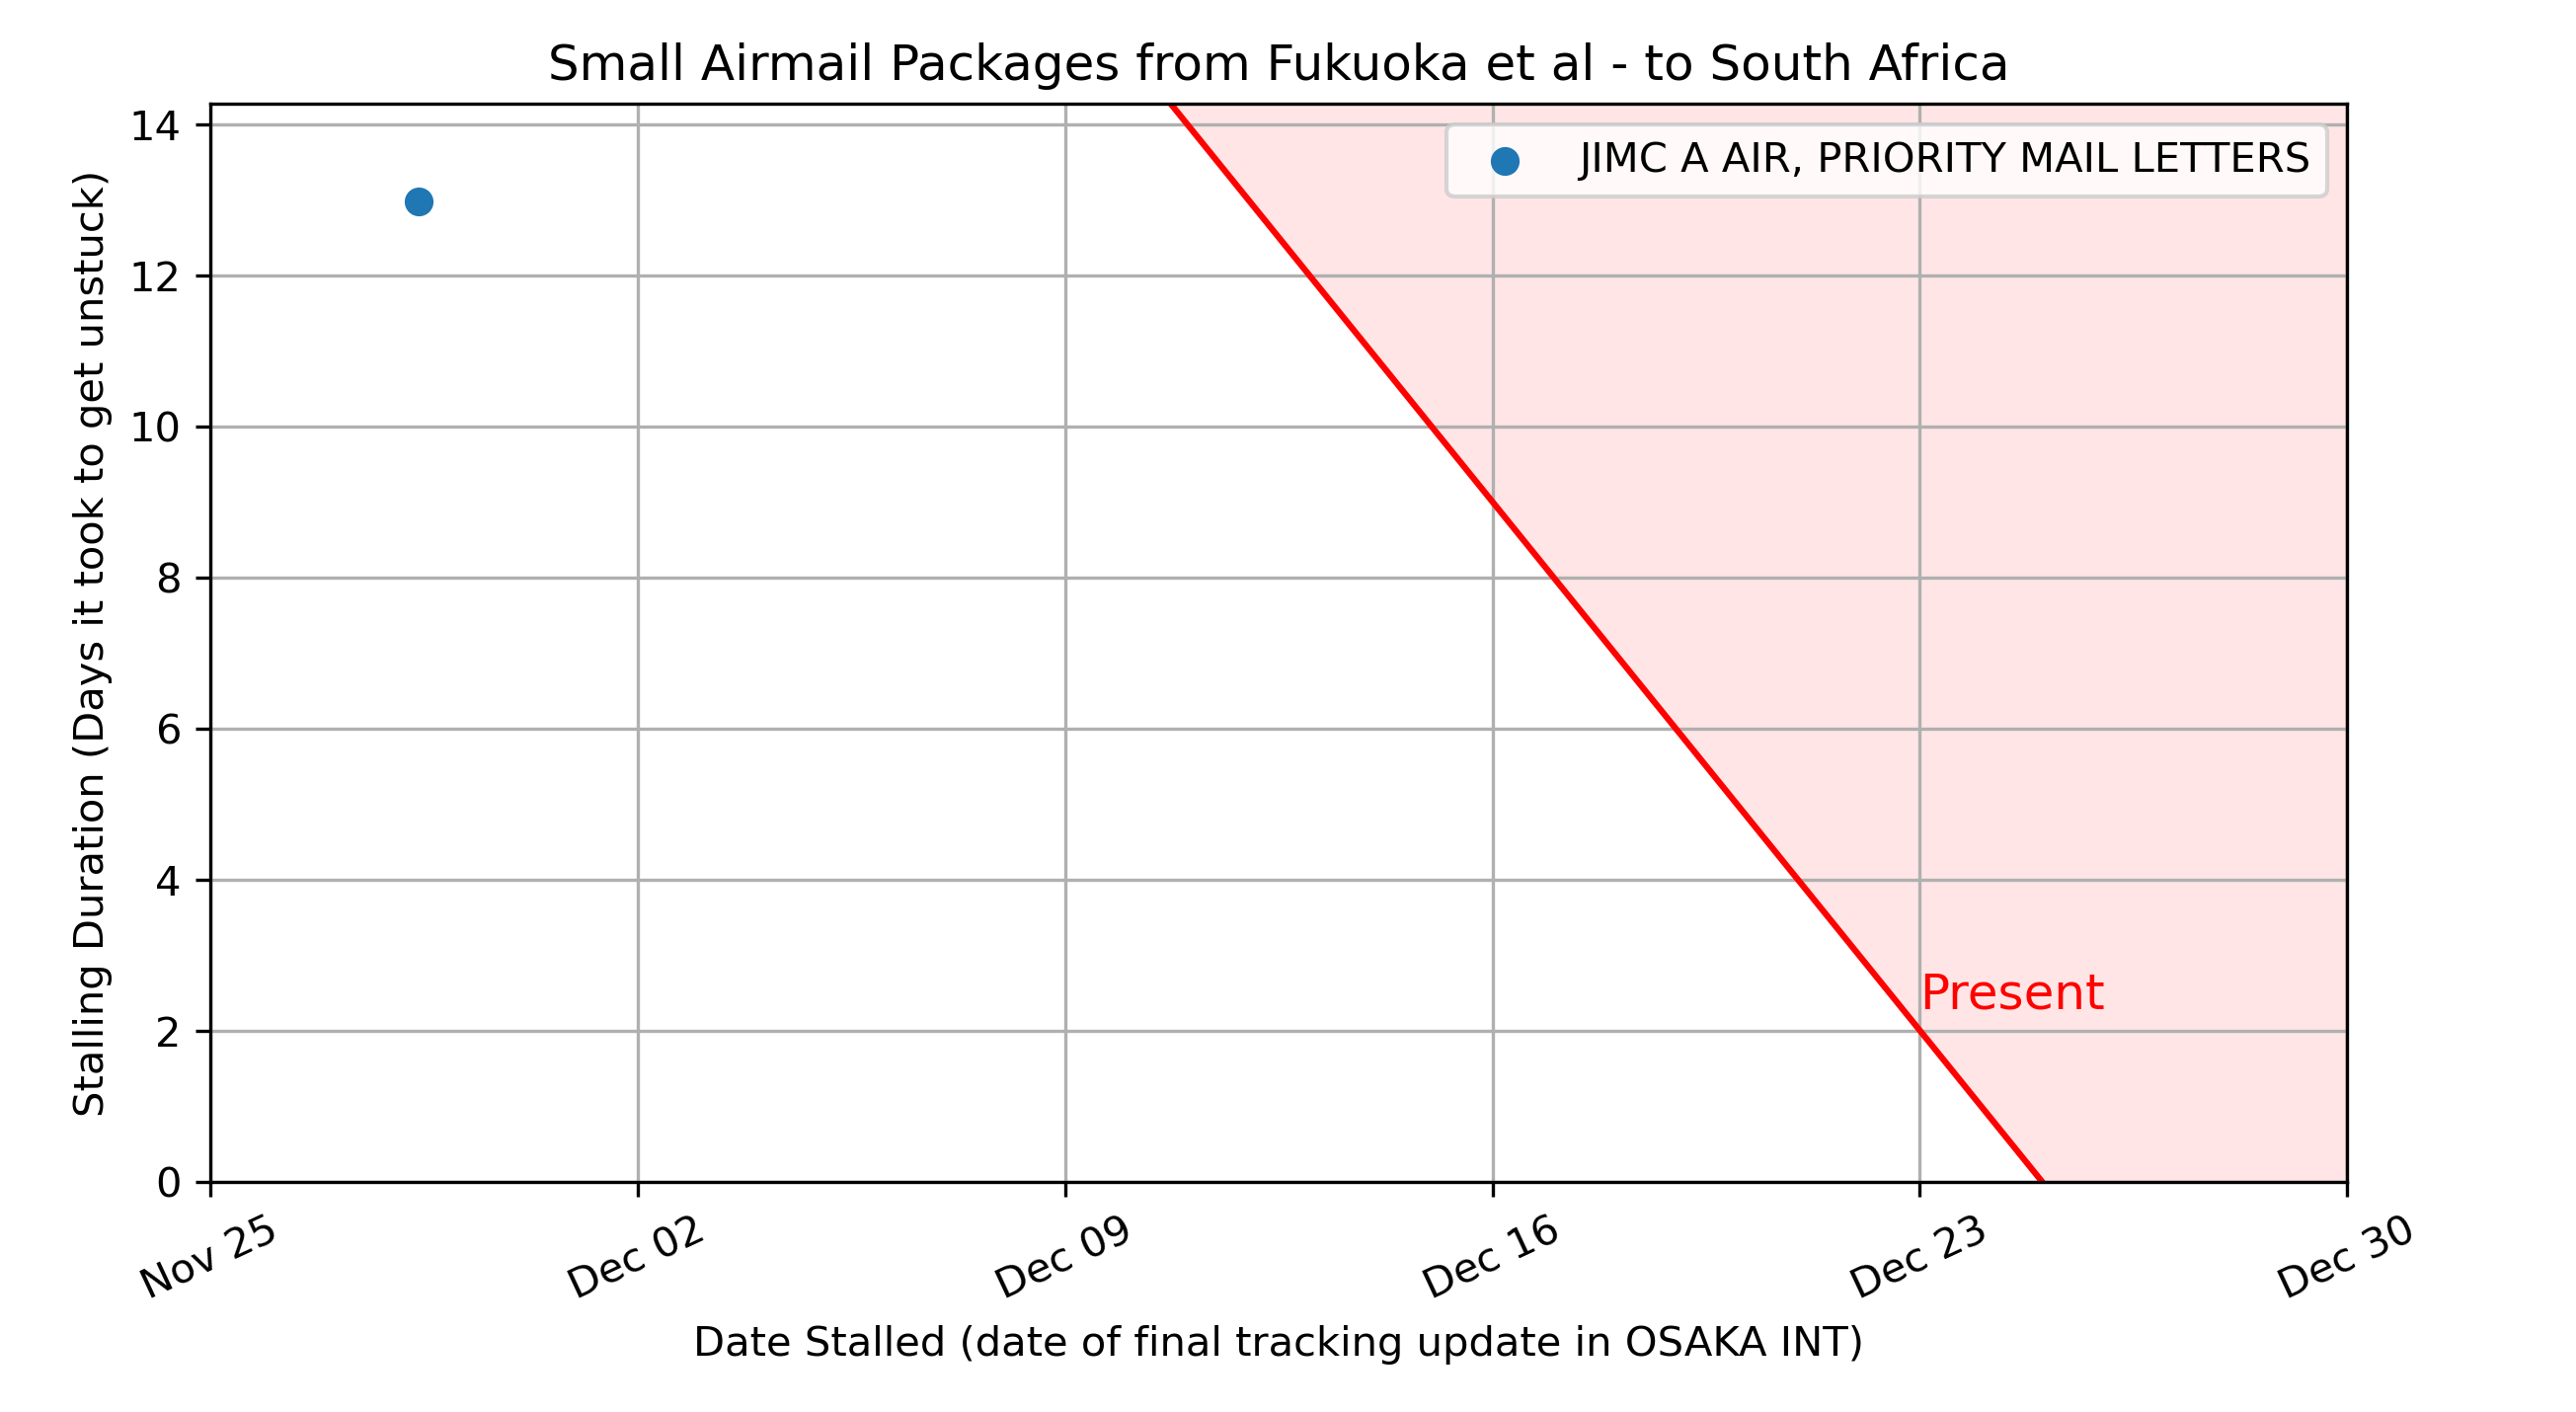 Small Airmail Packages from Fukuoka et al - to South Africa
JIMC A AIR, PRIORITY MAIL LETTERS
Stalling Duration (Days it took to get unstuck)
14
12
10
8
6
4
2
0
Present
Nov 25
Dec 02
Dec 09
Dec 16
Dec 23
Dec 30
Date Stalled (date of final tracking update in OSAKA INT)